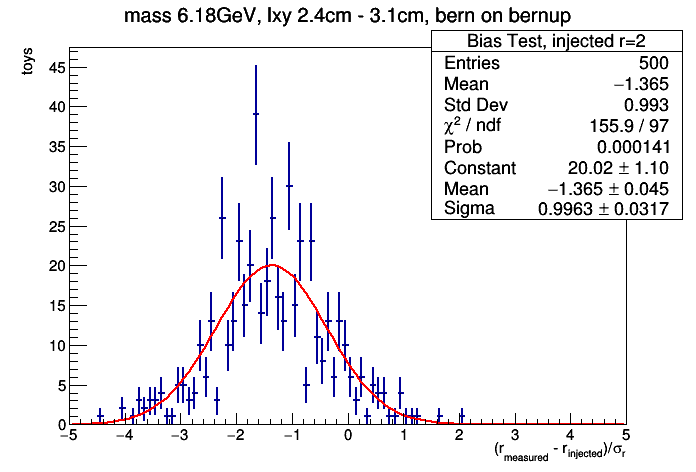 mass 6.18GeV, lxy 2.4cm - 3.1cm, bern on bernup
Bias Test, injected r=2
Entries 500
Mean −1.365
Std Dev 0.993
χ² / ndf 155.9 / 97
Prob 0.000141
Constant 20.02 ± 1.10
Mean −1.365 ± 0.045
Sigma 0.9963 ± 0.0317
toys
45
40
35
30
25
20
15
10
5
0
−5 −4 −3 −2 −1 0 1 2 3 4 5
(r_measured - r_injected)/σ_r